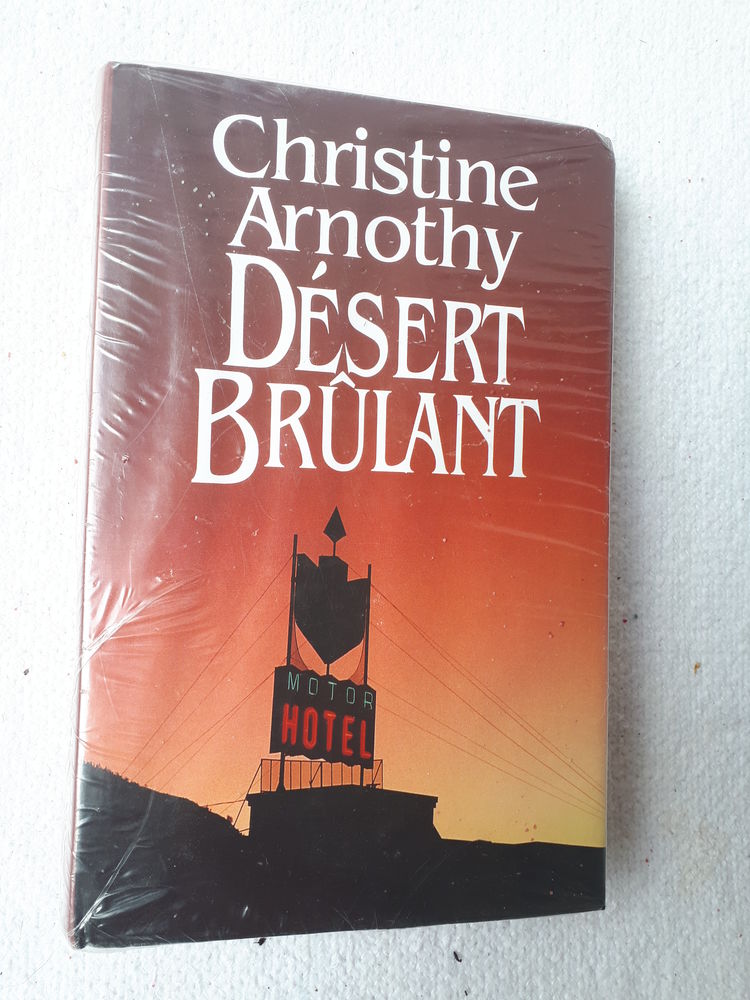 Christine
Arnothy
DÉSERT
BRÛLANT
MOTOR
HOTEL